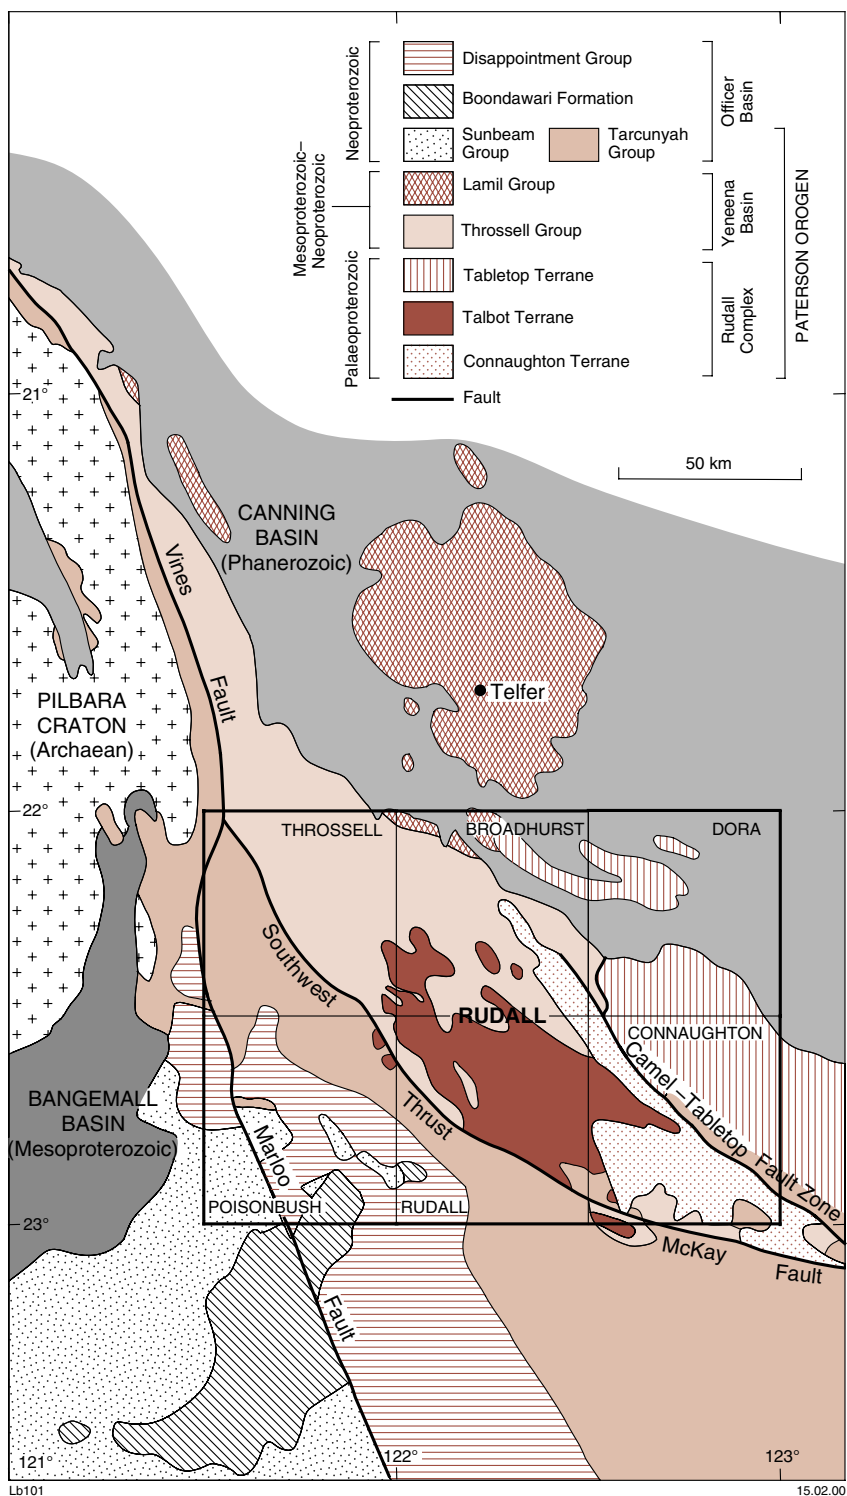 Neoproterozoic
Disappointment Group
Boondawari Formation
Sunbeam
Group
Tarcunyah
Group
Officer
Basin
Mesoproterozoic–
Neoproterozoic
Lamil Group
Throssell Group
Yeneena
Basin
Palaeoproterozoic
Tabletop Terrane
Talbot Terrane
Connaughton Terrane
Rudall
Complex
PATERSON OROGEN
Fault
21°
50 km
CANNING
BASIN
(Phanerozoic)
Vines
Fault
Telfer
PILBARA
CRATON
(Archaean)
22°
THROSSELL
BROADHURST
DORA
Southwest
Thrust
RUDALL
CONNAUGHTON
Camel–Tabletop Fault Zone
BANGEMALL
BASIN
(Mesoproterozoic)
Marloo
Fault
POISONBUSH
RUDALL
23°
McKay
Fault
121°
122°
123°
Lb101
15.02.00